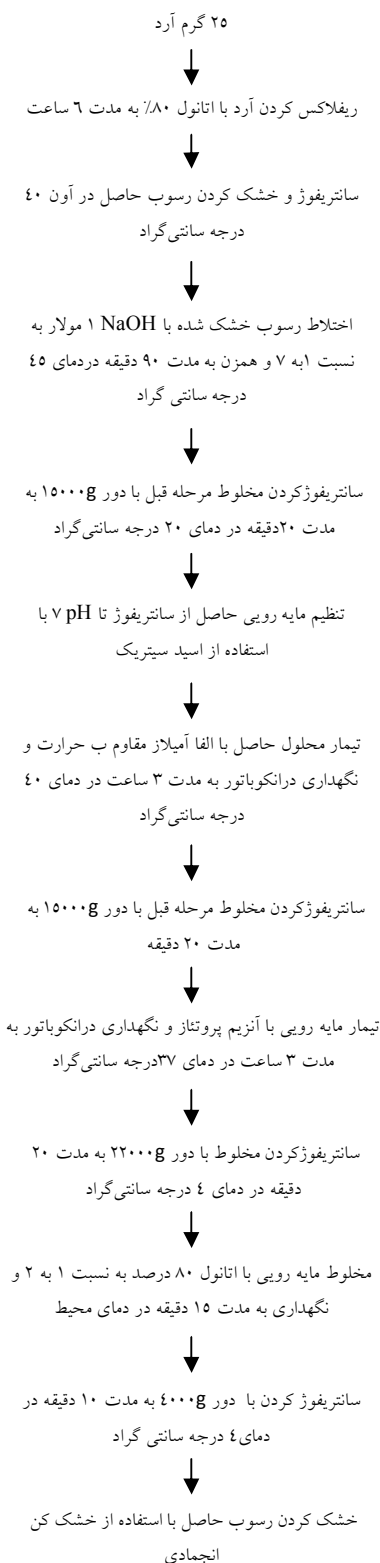 ۲۵ گرم آرد
ریفلاکس کردن آرد با اتانول ۸۰٪ به مدت ۶ ساعت
سانتریفوژ و خشک کردن رسوب حاصل در آون ۴۰
درجه سانتی‌گراد
اختلاط رسوب خشک شده با NaOH ۱ مولار به
نسبت ۱به ۷ و همزن به مدت ۹۰ دقیقه دردمای ۴۵
درجه سانتی گراد
سانتریفوژکردن مخلوط مرحله قبل با دور ۱۵۰۰۰g به
مدت ۲۰دقیقه در دمای ۲۰ درجه سانتی‌گراد
تنظیم مایه رویی حاصل از سانتریفوژ تا pH ۷ با
استفاده از اسید سیتریک
تیمار محلول حاصل با الفا آمیلاز مقاوم ب حرارت و
نگهداری درانکوباتور به مدت ۳ ساعت در دمای ۴۰
درجه سانتی‌گراد
سانتریفوژکردن مخلوط مرحله قبل با دور ۱۵۰۰۰g به
مدت ۲۰ دقیقه
تیمار مایه رویی با آنزیم پروتئاز و نگهداری درانکوباتور به
مدت ۳ ساعت در دمای ۳۷درجه سانتی‌گراد
سانتریفوژکردن مخلوط با دور ۲۲۰۰۰g به مدت ۲۰
دقیقه در دمای ۴ درجه سانتی‌گراد
مخلوط مایه رویی با اتانول ۸۰ درصد به نسبت ۱ به ۲ و
نگهداری به مدت ۱۵ دقیقه در دمای محیط
سانتریفوژ کردن با دور ۴۰۰۰g به مدت ۱۰ دقیقه در
دمای۴ درجه سانتی گراد
خشک کردن رسوب حاصل با استفاده از خشک کن
انجمادی